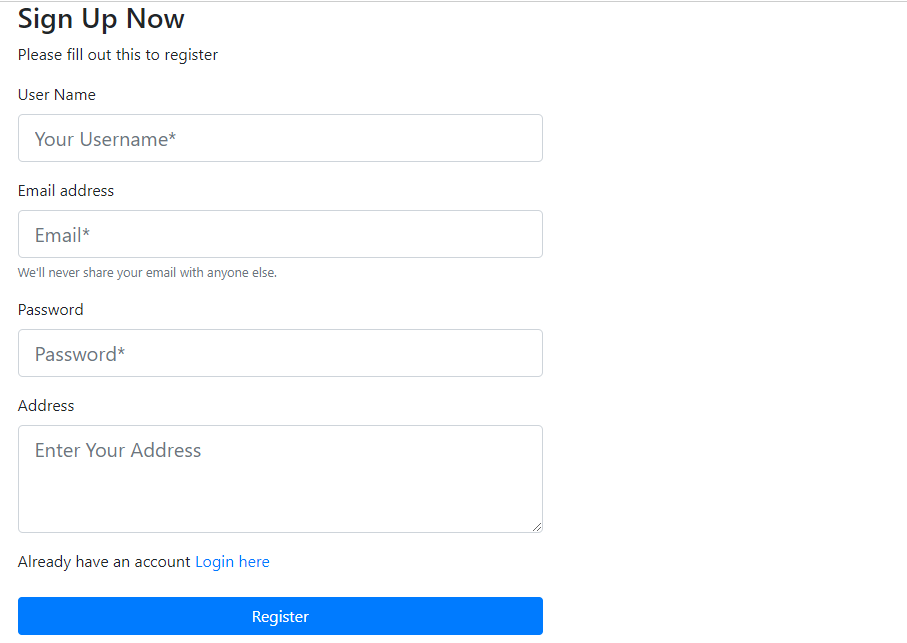 Sign Up Now
Please fill out this to register
User Name
Your Username*
Email address
Email*
We'll never share your email with anyone else.
Password
Password*
Address
Enter Your Address
Already have an account Login here
Register